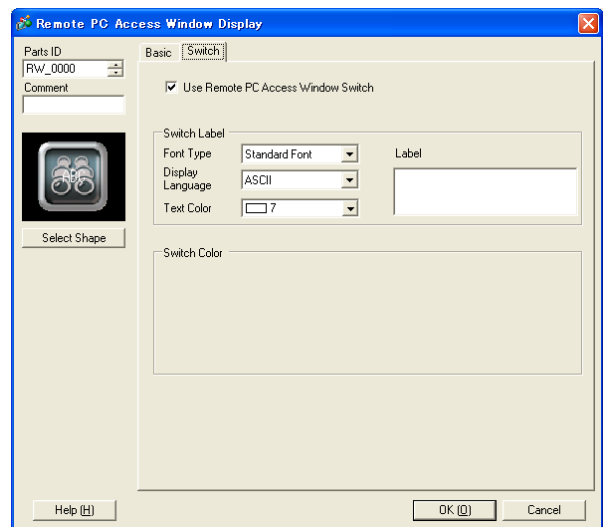 Remote PC Access Window Display
Parts ID
RW_0000
Comment
ABC
Select Shape
Basic
Switch
Use Remote PC Access Window Switch
Switch Label
Font Type
Standard Font
Label
Display
Language
ASCII
Text Color
7
Switch Color
Help (H)
OK (O)
Cancel